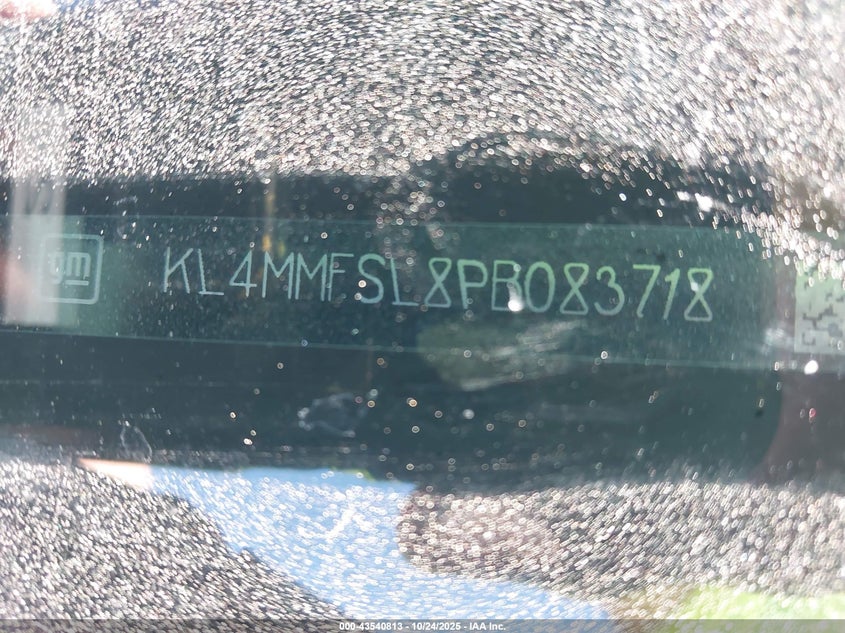 gm KL4MMFSL8PB083718
000-43540813 - 10/24/2025 - IAA Inc.